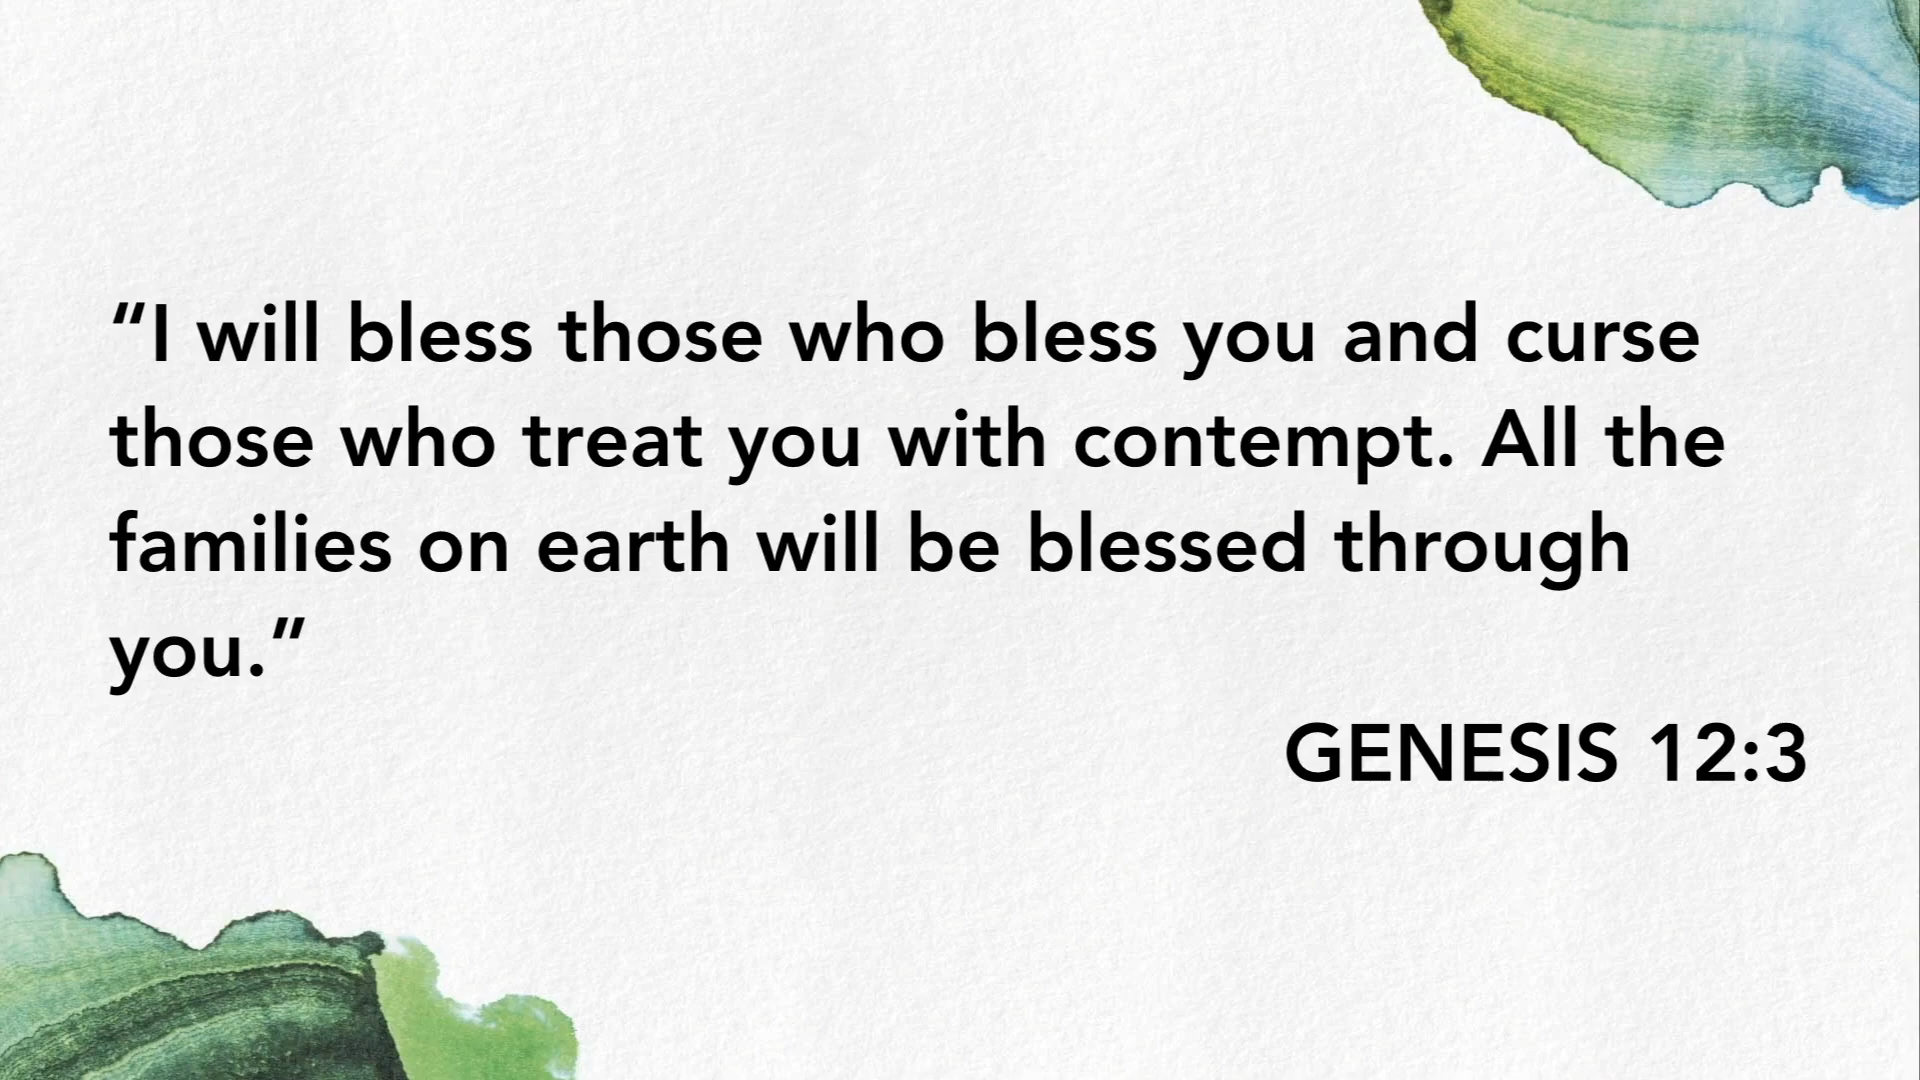 “I will bless those who bless you and curse
those who treat you with contempt. All the
families on earth will be blessed through
you.”
GENESIS 12:3